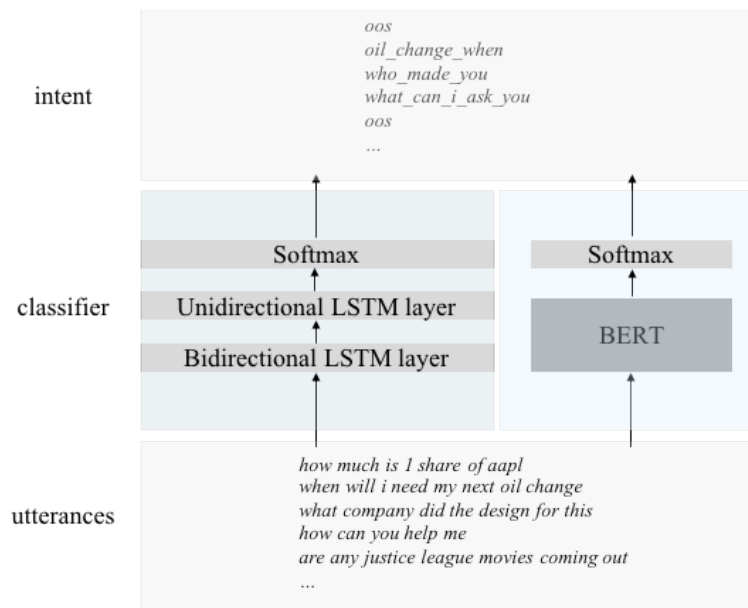 intent
oos
oil_change_when
who_made_you
what_can_i_ask_you
oos
...
classifier
Softmax
Unidirectional LSTM layer
Bidirectional LSTM layer
Softmax
BERT
utterances
how much is 1 share of aapl
when will i need my next oil change
what company did the design for this
how can you help me
are any justice league movies coming out
...